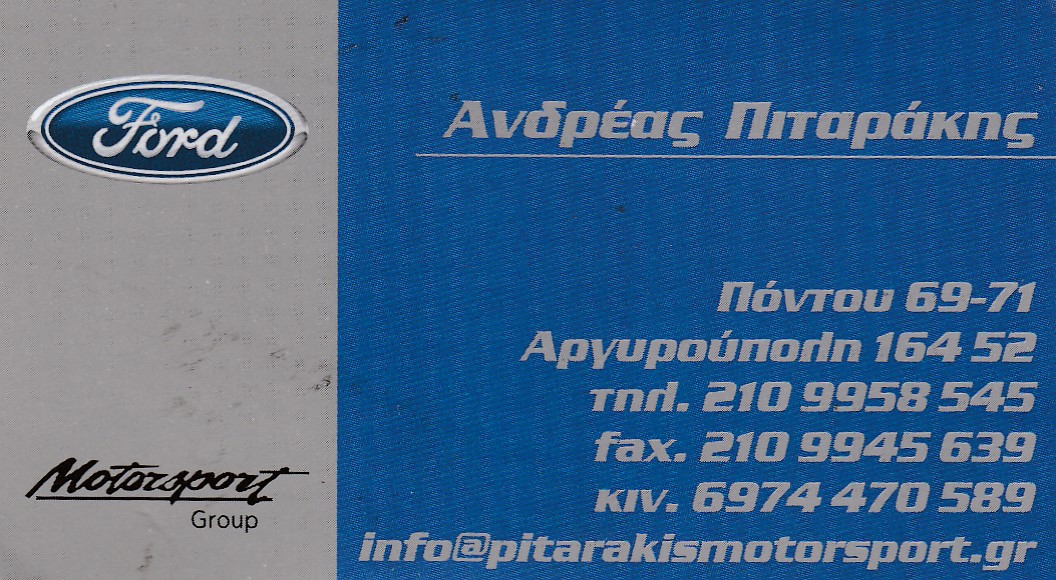 Ford
Ανδρέας Πιταράκης
Πόντου 69-71
Αργυρούπολη 164 52
τηλ. 210 9958 545
fax. 210 9945 639
κιν. 6974 470 589
info@pitarakismotorsport.gr
Motorsport
Group